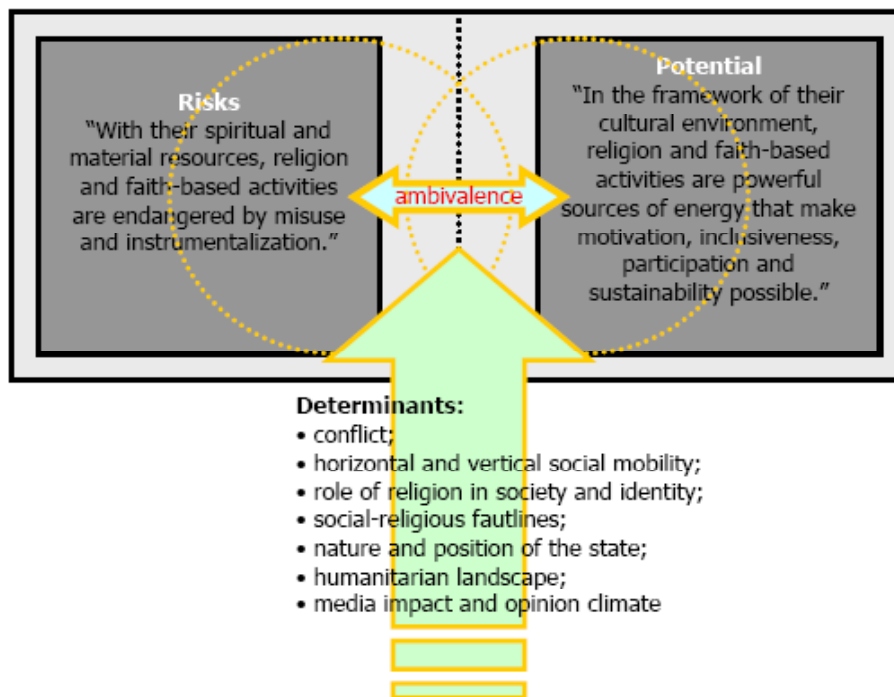 Risks
“With their spiritual and
material resources, religion
and faith-based activities
are endangered by misuse
and instrumentalization.”
ambivalence
Potential
“In the framework of their
cultural environment,
religion and faith-based
activities are powerful
sources of energy that make
motivation, inclusiveness,
participation and
sustainability possible.”
Determinants:
• conflict;
• horizontal and vertical social mobility;
• role of religion in society and identity;
• social-religious fautlines;
• nature and position of the state;
• humanitarian landscape;
• media impact and opinion climate